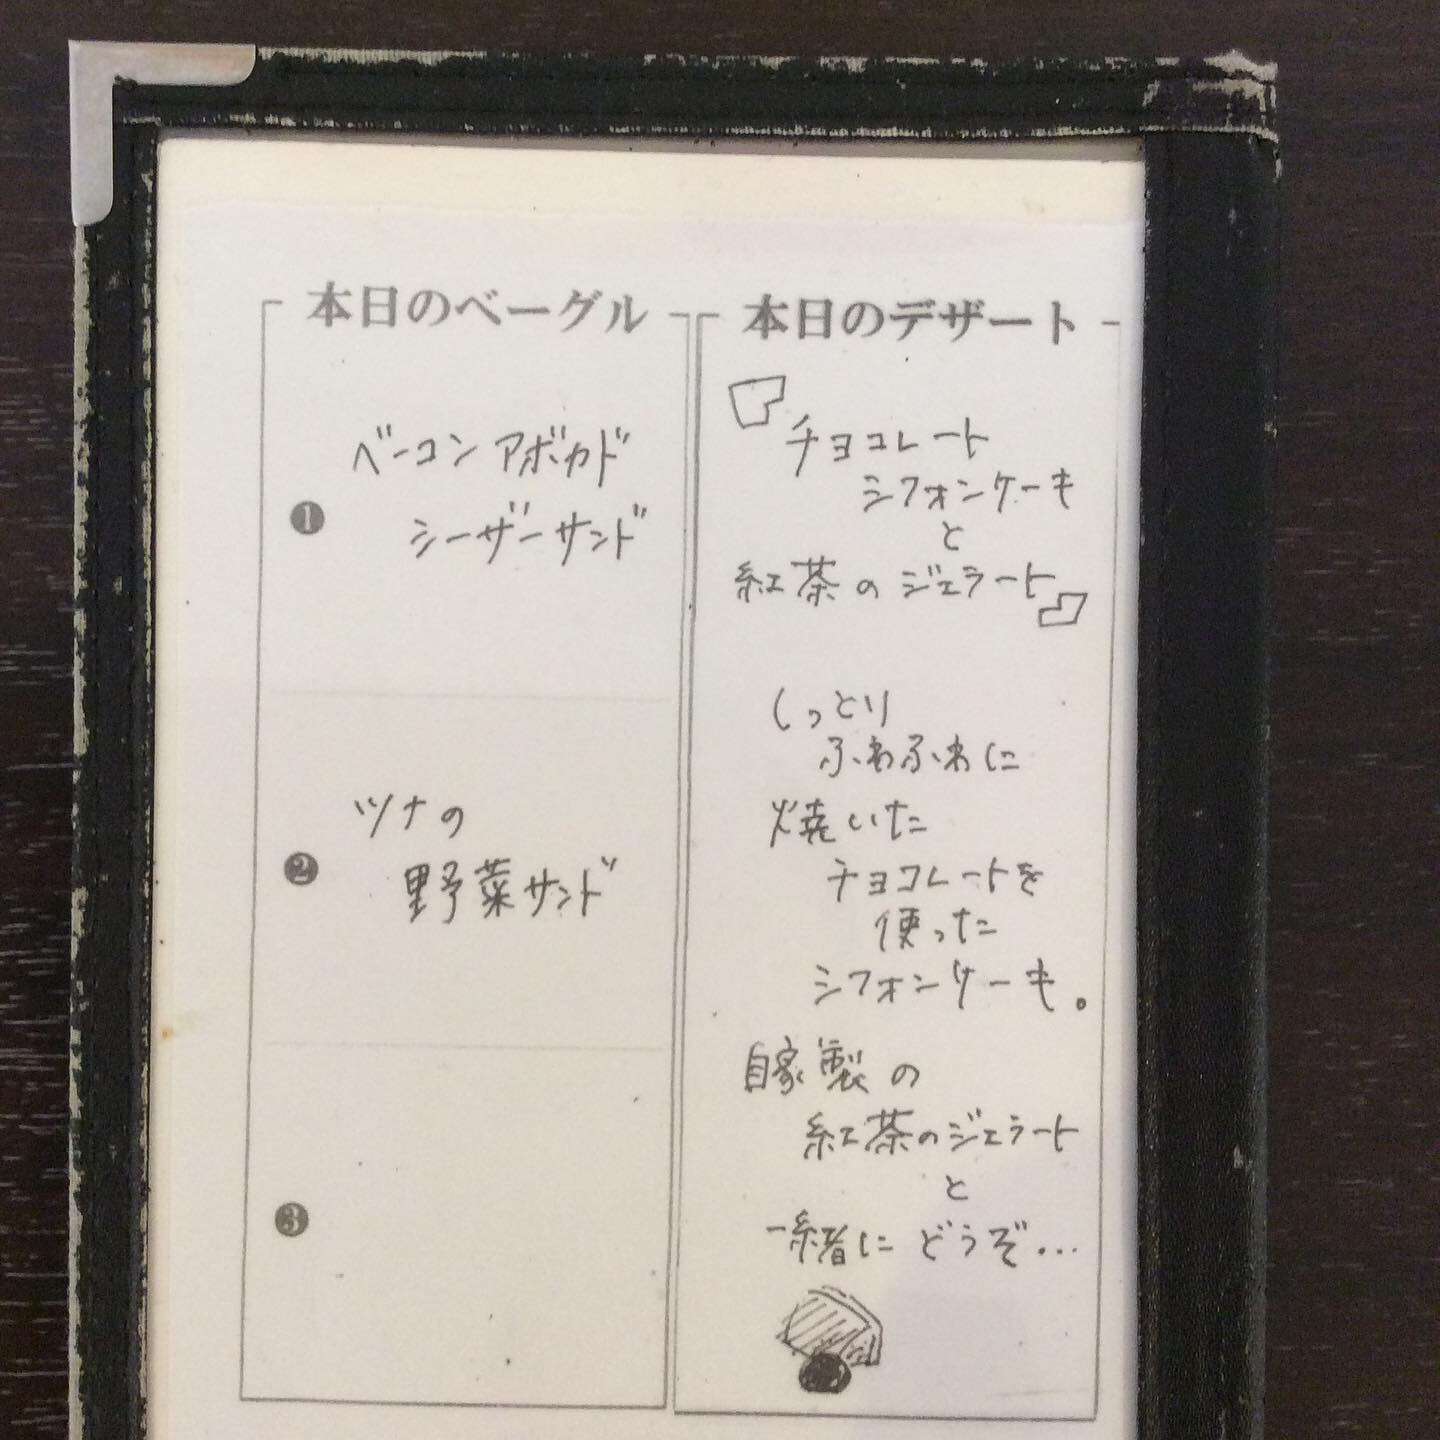 本日のベーグル
❶
ベーコンアボカド
シーザーサンド
❷
ツナの
野菜サンド
❸
本日のデザート
『チョコレート
シフォンケーキ
と
紅茶のジェラート』
しっとり
ふわふわに
焼いた
チョコレートを
使った
シフォンケーキ。
自家製の
紅茶のジェラート
と
一緒にどうぞ...